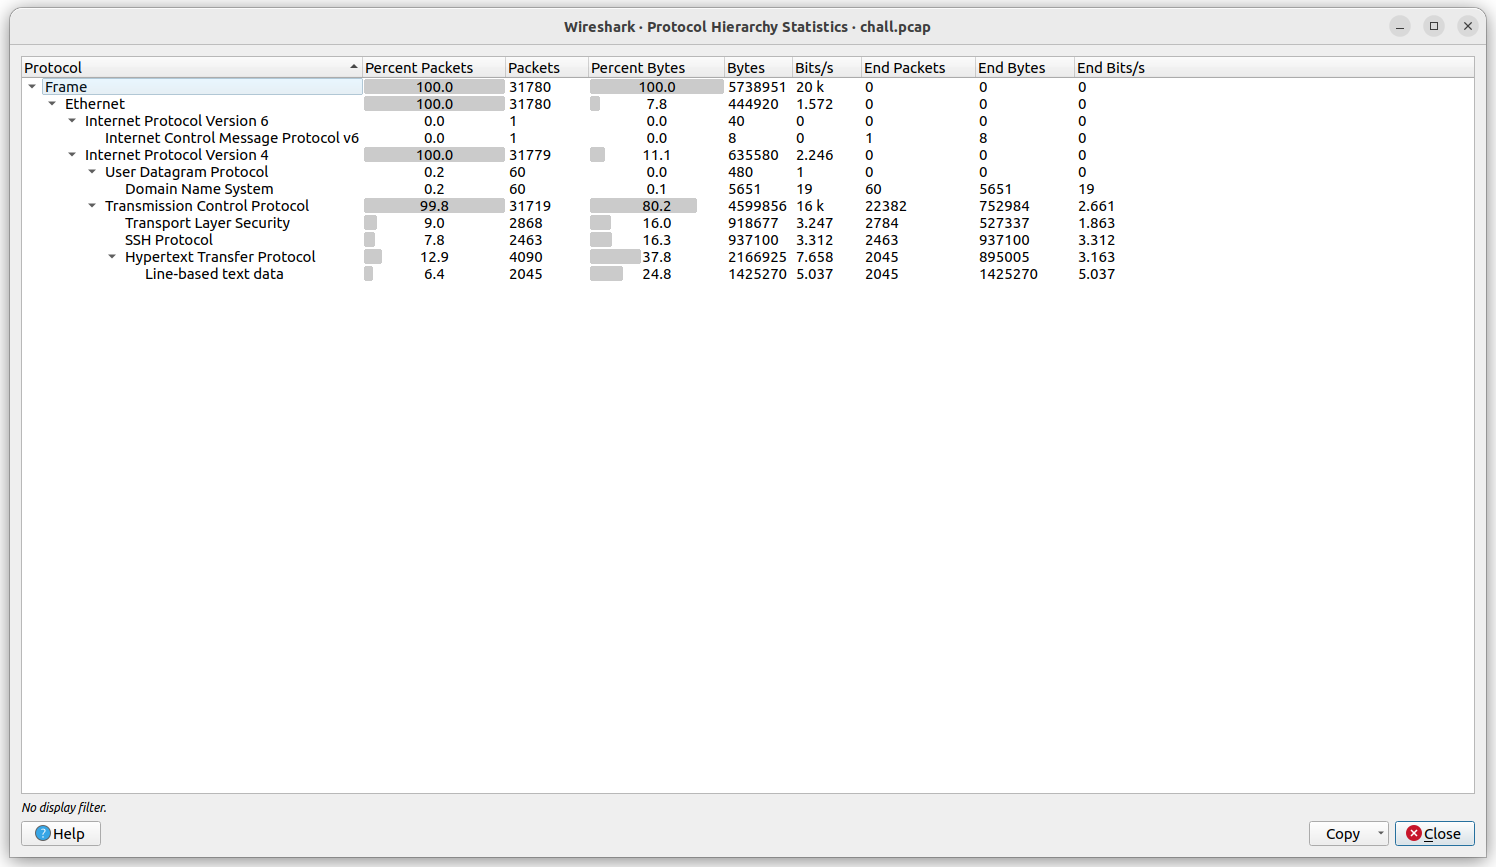 Wireshark · Protocol Hierarchy Statistics · chall.pcap
Protocol Percent Packets Packets Percent Bytes Bytes Bits/s End Packets End Bytes End Bits/s
Frame 100.0 31780 100.0 5738951 20 k 0 0 0
Ethernet 100.0 31780 7.8 444920 1.572 0 0 0
Internet Protocol Version 6 0.0 1 0.0 40 0 0 0 0
Internet Control Message Protocol v6 0.0 1 0.0 8 0 1 8 0
Internet Protocol Version 4 100.0 31779 11.1 635580 2.246 0 0 0
User Datagram Protocol 0.2 60 0.0 480 1 0 0 0
Domain Name System 0.2 60 0.1 5651 19 60 5651 19
Transmission Control Protocol 99.8 31719 80.2 4599856 16 k 22382 752984 2.661
Transport Layer Security 9.0 2868 16.0 918677 3.247 2784 527337 1.863
SSH Protocol 7.8 2463 16.3 937100 3.312 2463 937100 3.312
Hypertext Transfer Protocol 12.9 4090 37.8 2166925 7.658 2045 895005 3.163
Line-based text data 6.4 2045 24.8 1425270 5.037 2045 1425270 5.037
No display filter.
? Help Copy Close